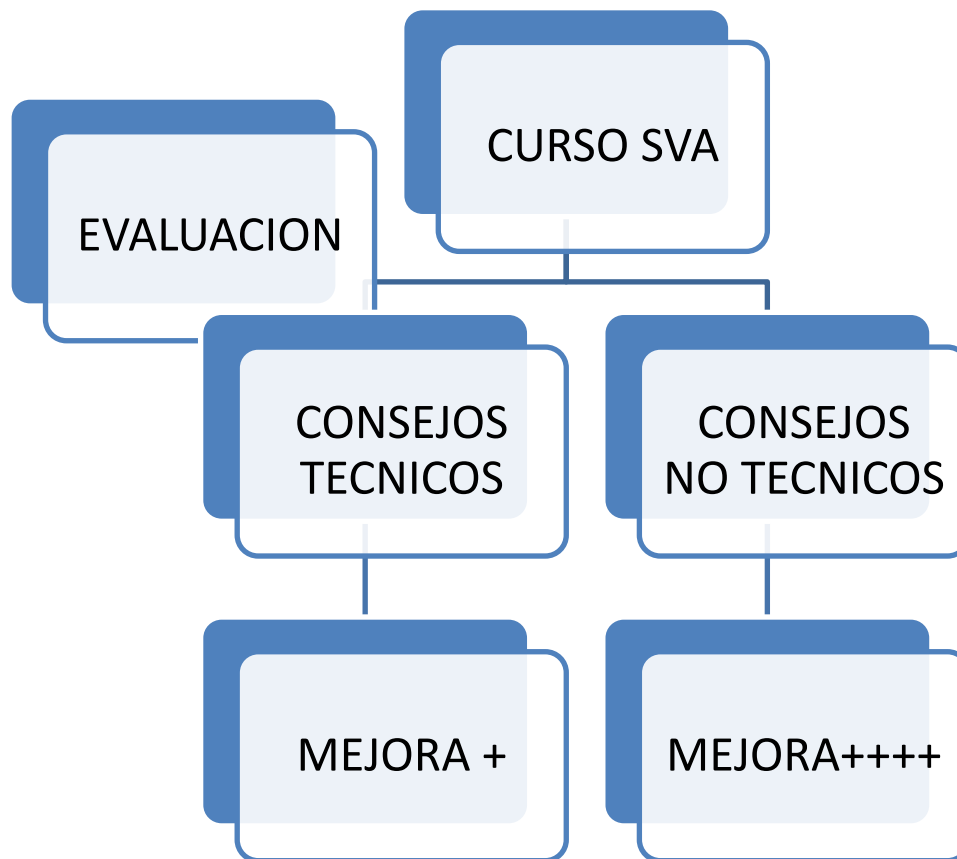 CURSO SVA
EVALUACION
CONSEJOS
TECNICOS
CONSEJOS
NO TECNICOS
MEJORA +
MEJORA++++